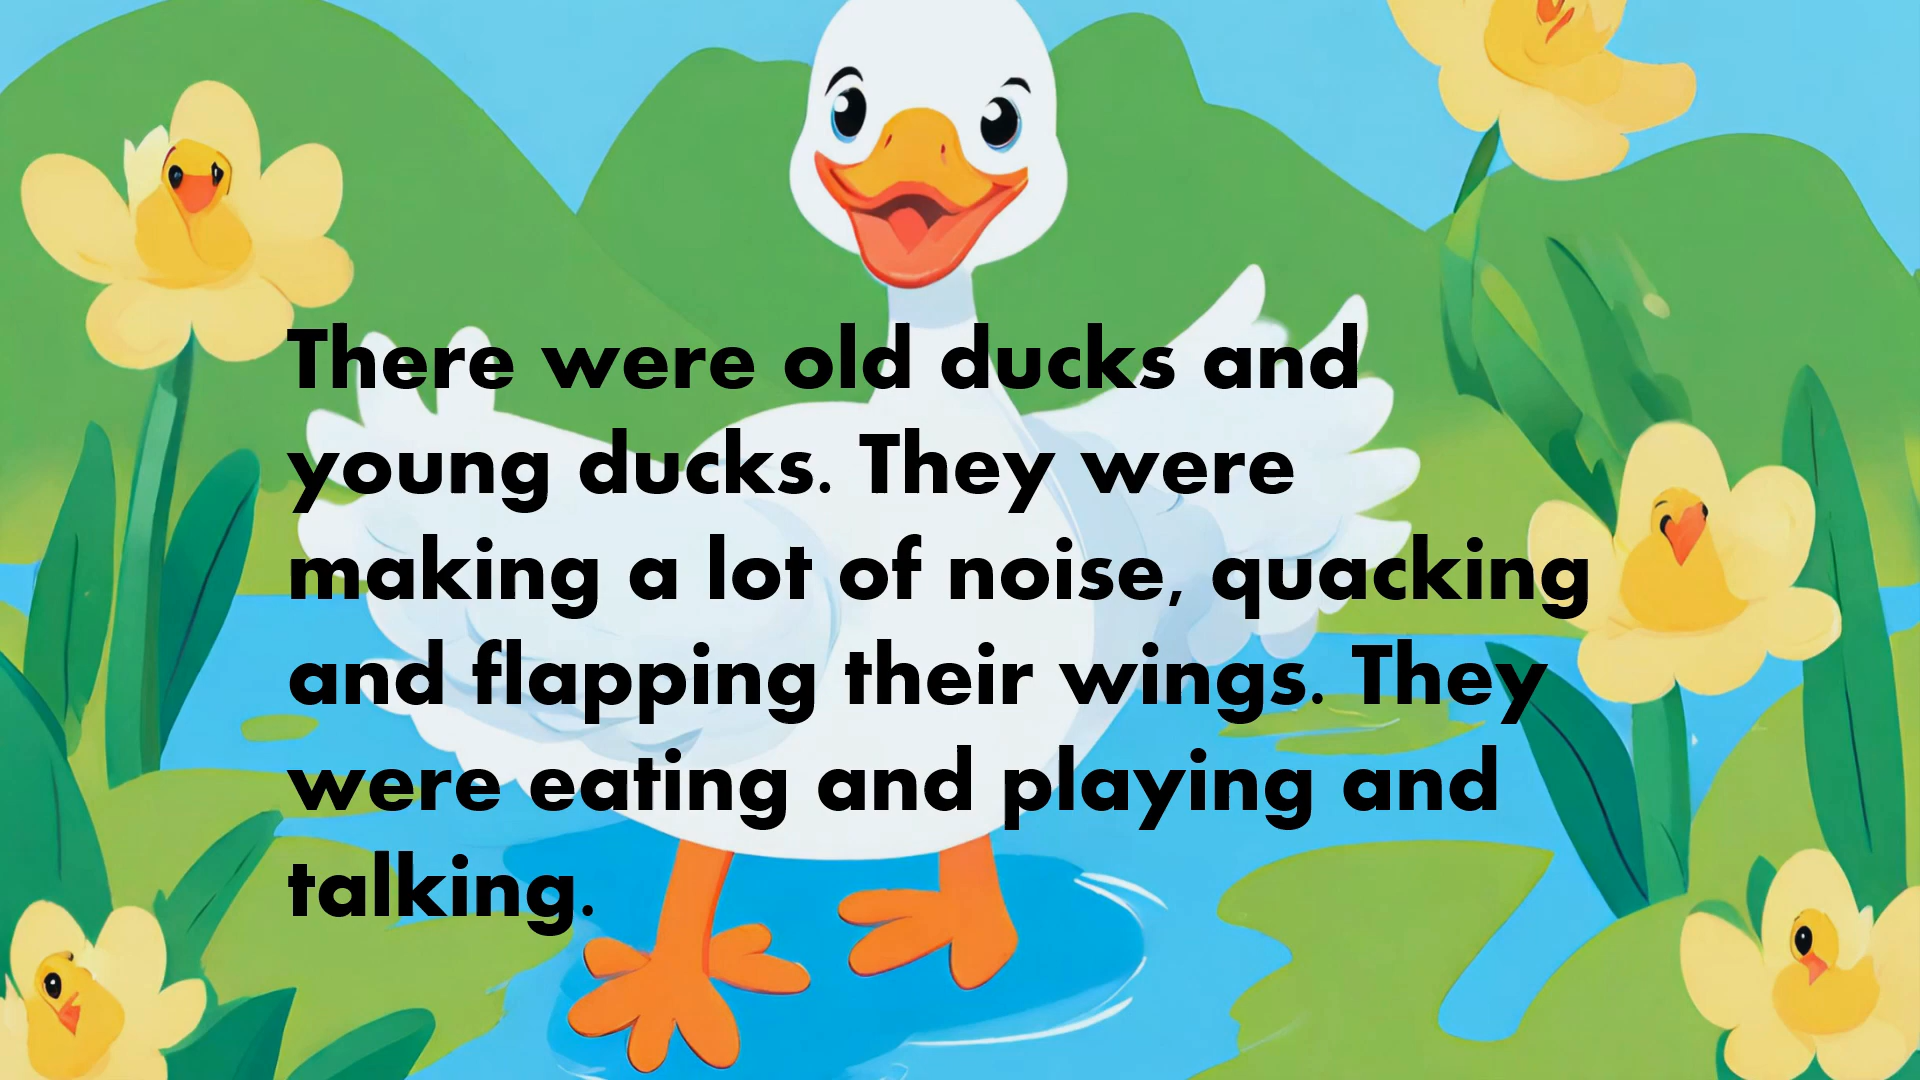 There were old ducks and
young ducks. They were
making a lot of noise, quacking
and flapping their wings. They
were eating and playing and
talking.